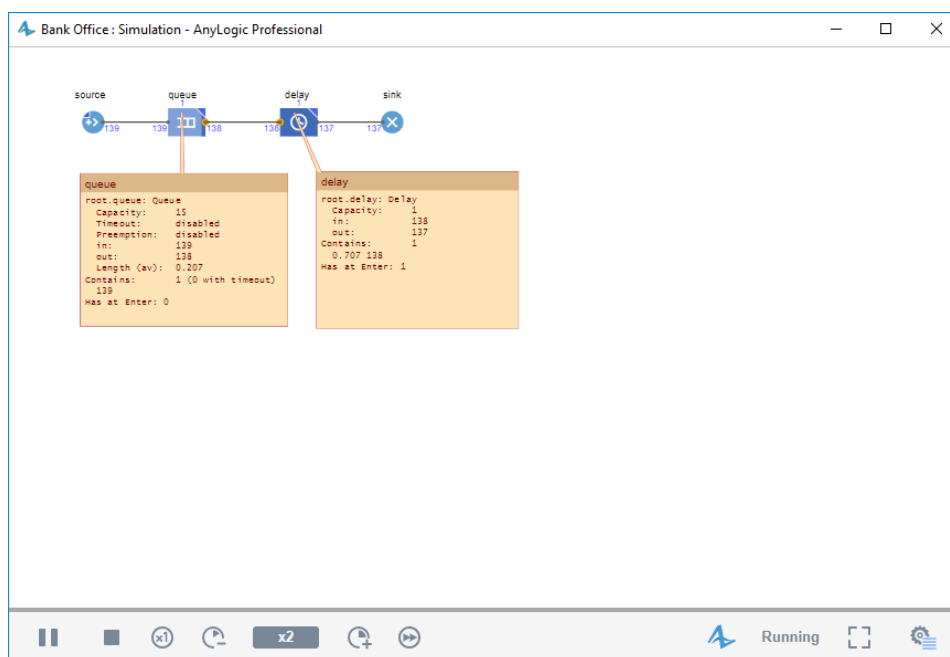 Bank Office : Simulation - AnyLogic Professional
source queue delay sink
1 1
139 139 138 138 137 137
queue
root.queue: Queue
Capacity: 15
Timeout: disabled
Preemption: disabled
in: 139
out: 138
Length (av): 0.207
Contains: 1 (0 with timeout)
139
Has at Enter: 0
delay
root.delay: Delay
Capacity: 1
in: 138
out: 137
Contains: 1
0.707 138
Has at Enter: 1
x1 x2 Running